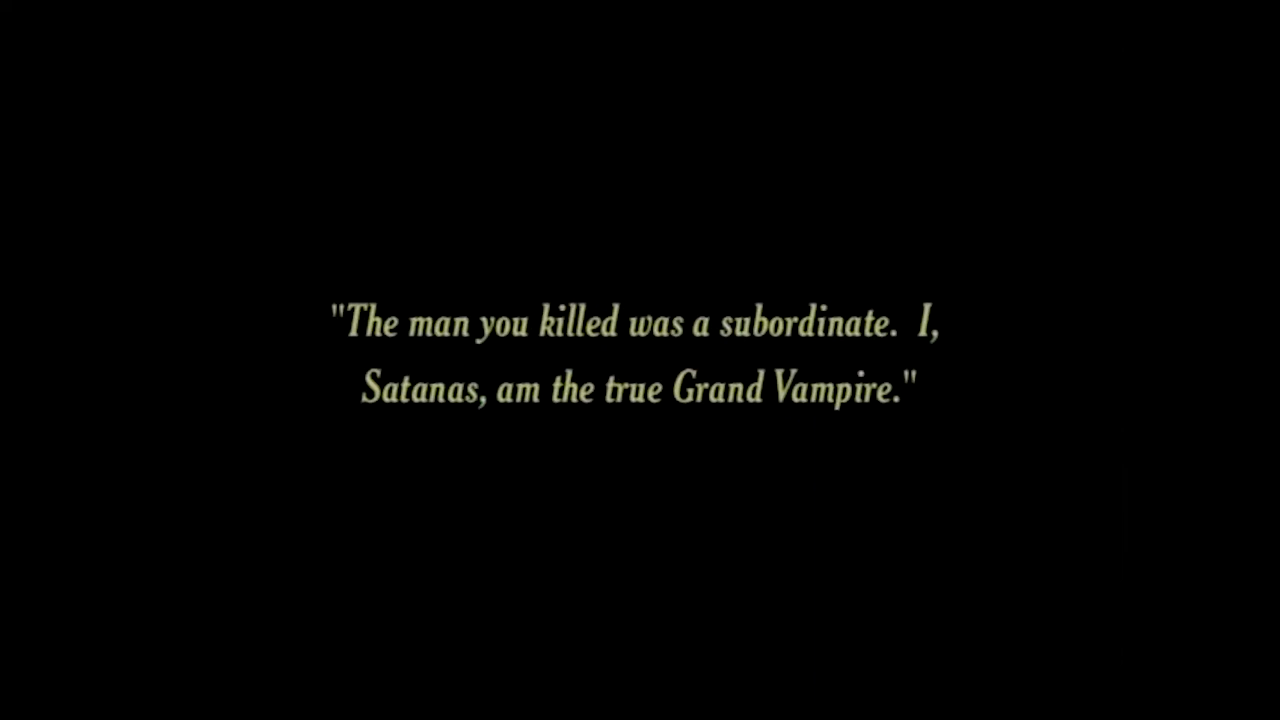 "The man you killed was a subordinate.  I,
Satanas, am the true Grand Vampire."